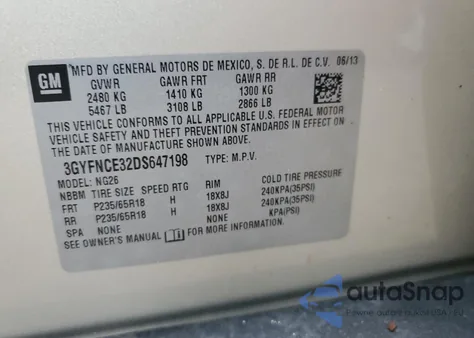 GM
MFD BY GENERAL MOTORS DE MEXICO, S. DE R.L. DE C.V. 06/13
GVWR GAWR FRT GAWR RR
2480 KG 1410 KG 1300 KG
5467 LB 3108 LB 2866 LB
THIS VEHICLE CONFORMS TO ALL APPLICABLE U.S. FEDERAL MOTOR
VEHICLE SAFETY AND THEFT PREVENTION STANDARDS IN EFFECT ON
THE DATE OF MANUFACTURE SHOWN ABOVE.
3GYFNCE32DS647198 TYPE: M.P.V.
MODEL: NG26
NBBM TIRE SIZE SPEED RTG RIM COLD TIRE PRESSURE
FRT P235/65R18 H 18X8J 240KPA(35PSI)
RR P235/65R18 H 18X8J 240KPA(35PSI)
SPA NONE NONE KPA(PSI)
SEE OWNER'S MANUAL FOR MORE INFORMATION.
autaSnap